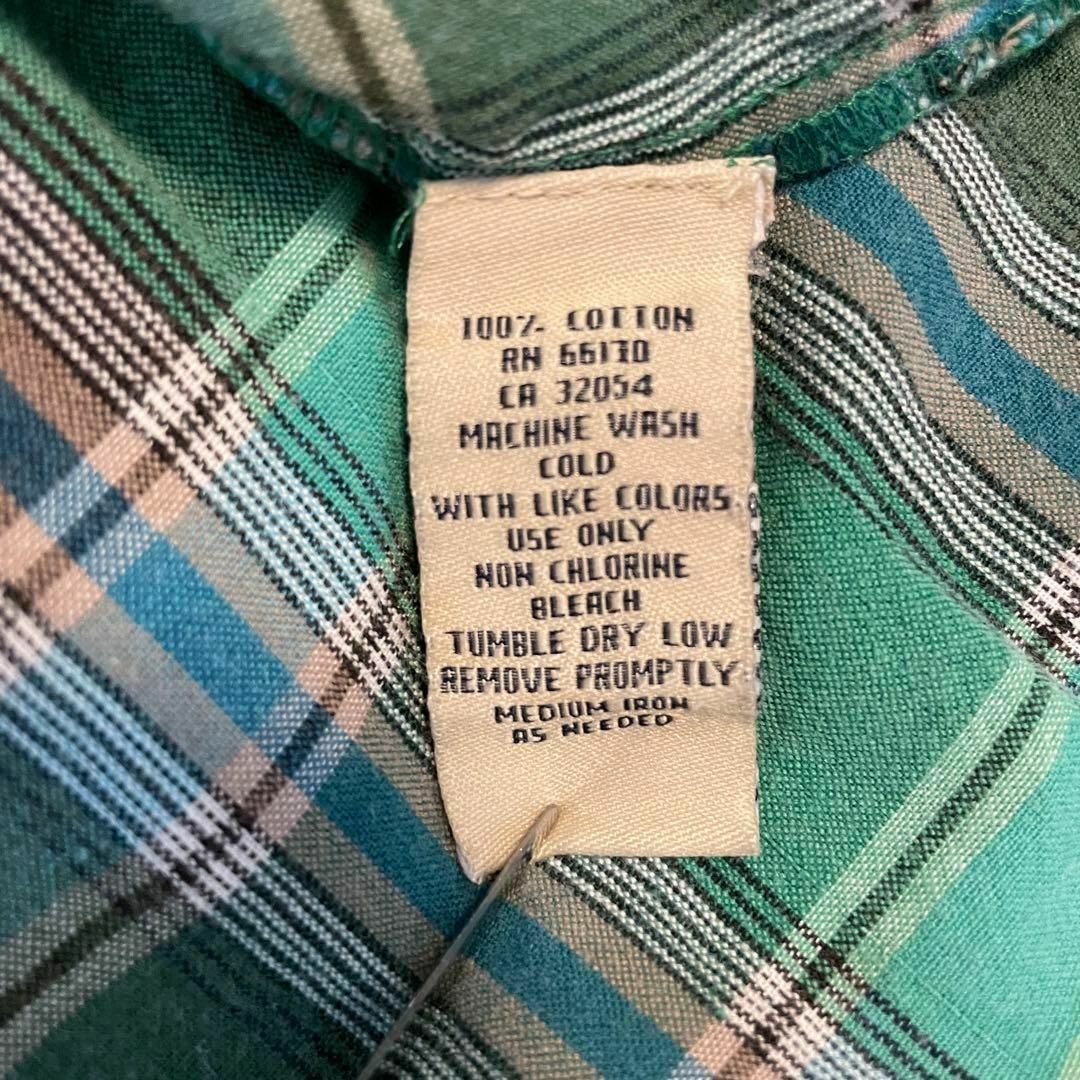 100% COTTON
RN 66170
CA 32054
MACHINE WASH
COLD
WITH LIKE COLORS
USE ONLY
NON CHLORINE
BLEACH
TUMBLE DRY LOW
REMOVE PROMPTLY
MEDIUM IRON
AS NEEDED